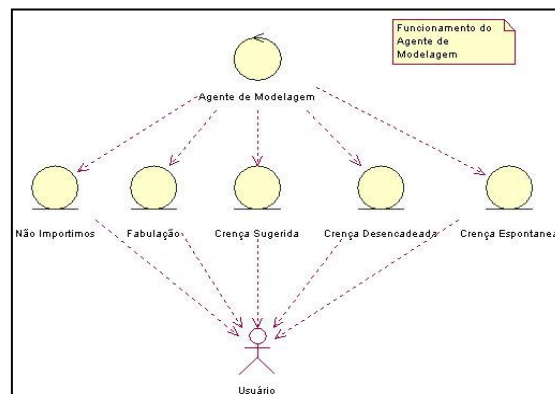 Funcionamento do
Agente de
Modelagem
Agente de Modelagem
Não Importimos
Fabulação
Crença Sugerida
Crença Desencadeada
Crença Espontanea
Usuário